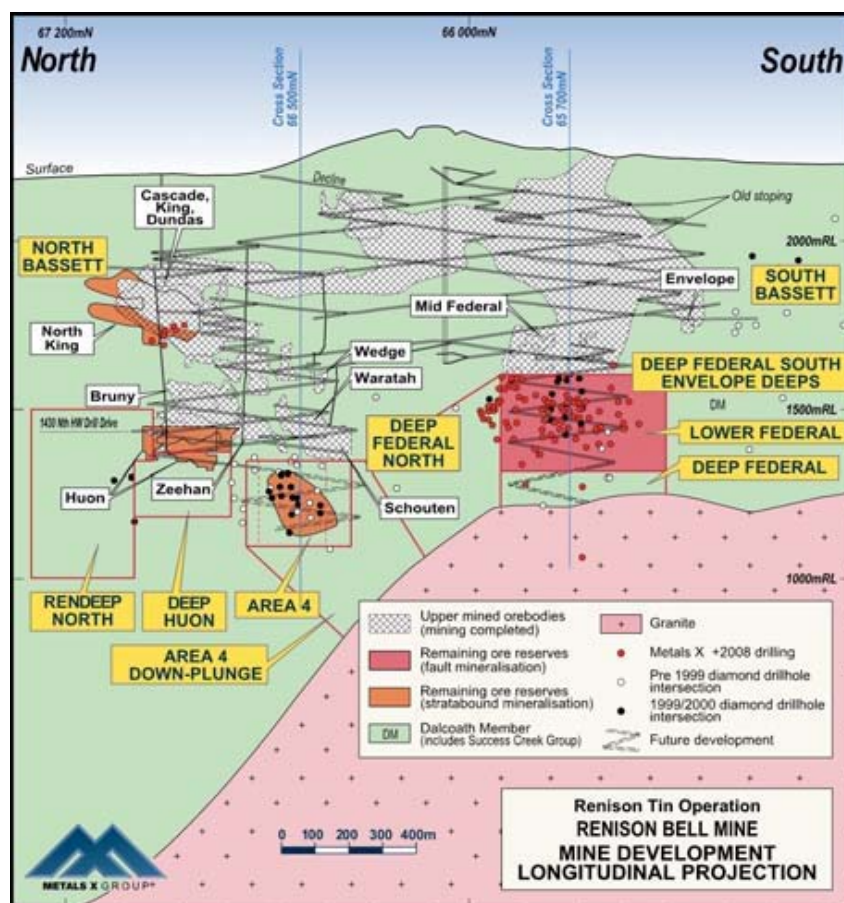 67 200mN
66 000mN
North
South
Cross Section
66 500mN
Cross Section
65 700mN
Surface
Decline
Old stoping
Cascade,
King,
Dundas
2000mRL
NORTH
BASSETT
Envelope
SOUTH
BASSETT
Mid Federal
North
King
Wedge
Waratah
DEEP FEDERAL SOUTH
ENVELOPE DEEPS
Bruny
DM
1500mRL
1430 Nth HW Drill Drive
DEEP
FEDERAL
NORTH
LOWER FEDERAL
DEEP FEDERAL
Huon
Zeehan
Schouten
1000mRL
RENDEEP
NORTH
DEEP
HUON
AREA 4
AREA 4
DOWN-PLUNGE
Upper mined orebodies
(mining completed)
Remaining ore reserves
(fault mineralisation)
Remaining ore reserves
(stratabound mineralisation)
DM
Dalcoath Member
(includes Success Creek Group)
Granite
Metals X +2008 drilling
Pre 1999 diamond drillhole
intersection
1999/2000 diamond drillhole
intersection
Future development
0 100 200 300 400m
Renison Tin Operation
RENISON BELL MINE
MINE DEVELOPMENT
LONGITUDINAL PROJECTION
METALS X GROUP